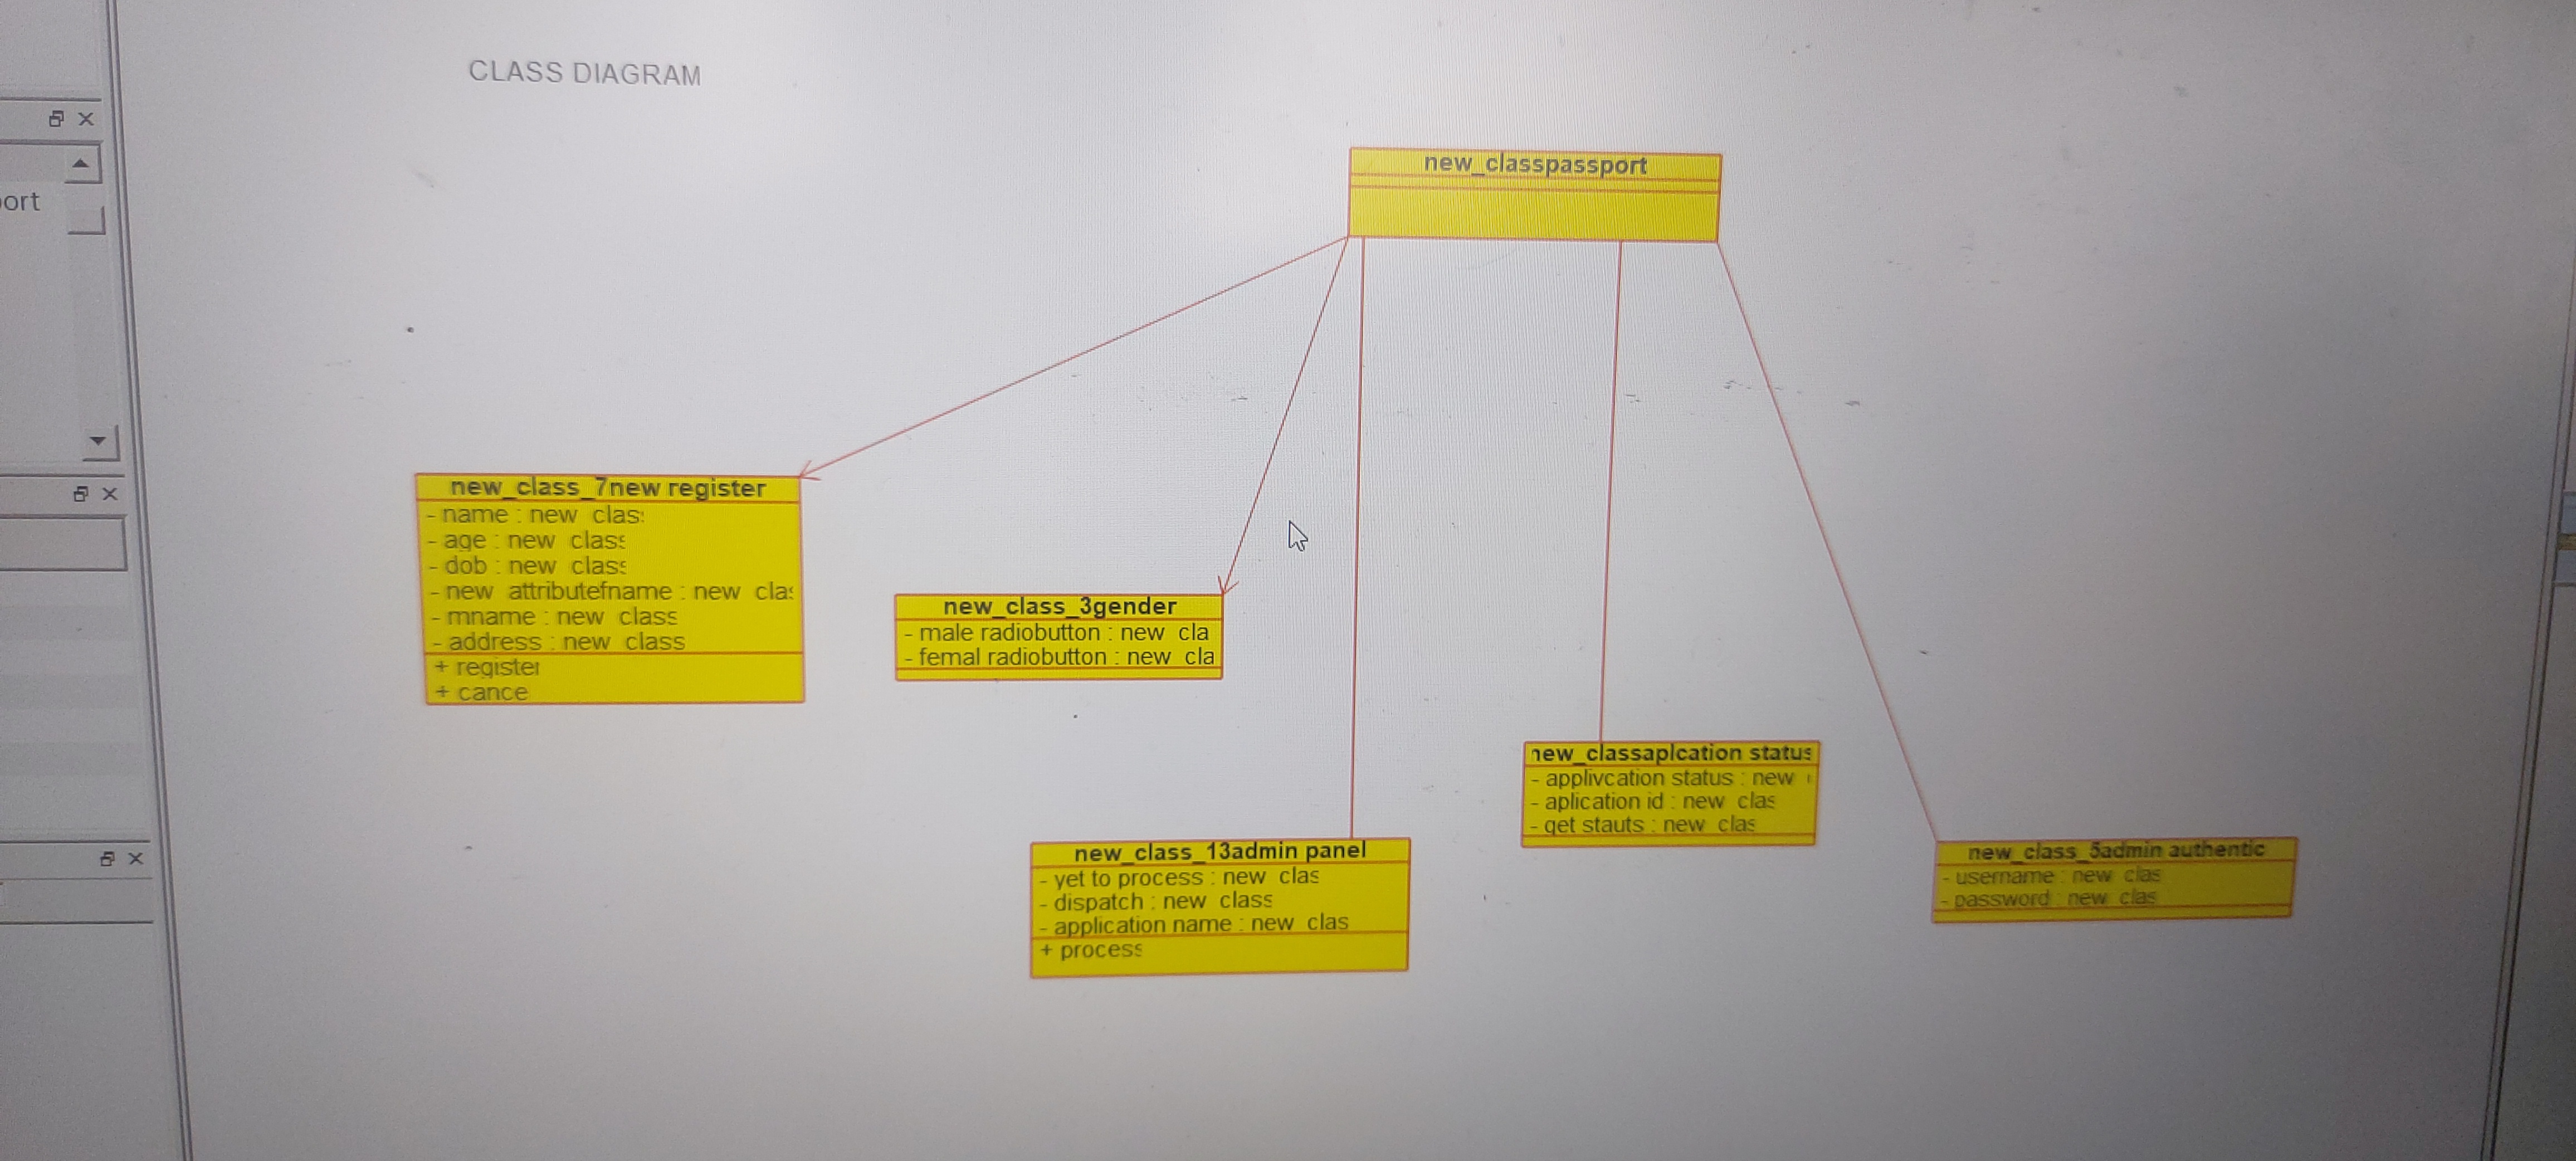 CLASS DIAGRAM
ort
new_classpassport
new_class_7new register
- name : new clas
- age : new class
- dob : new class
- new attributefname : new clas
- mname : new class
- address : new class
+ register
+ cance
new_class_3gender
- male radiobutton : new cla
- femal radiobutton : new cla
new_classaplcation status
- applivcation status : new
- aplication id : new clas
- get stauts : new clas
new_class_13admin panel
- yet to process : new clas
- dispatch : new class
- application name : new clas
+ process
new_class_5admin authentic
- username : new clas
- password : new clas